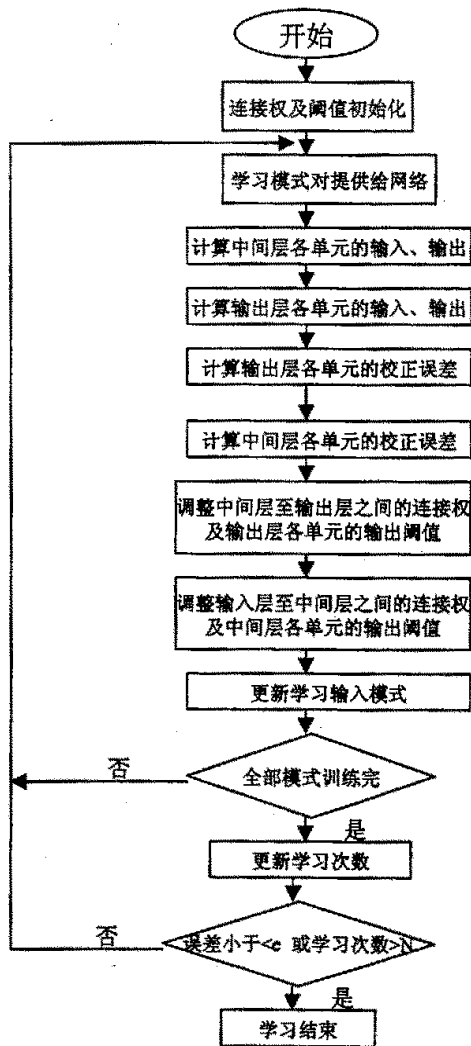 开始
连接权及阈值初始化
学习模式对提供给网络
计算中间层各单元的输入、输出
计算输出层各单元的输入、输出
计算输出层各单元的校正误差
计算中间层各单元的校正误差
调整中间层至输出层之间的连接权
及输出层各单元的输出阈值
调整输入层至中间层之间的连接权
及中间层各单元的输出阈值
更新学习输入模式
否
全部模式训练完
是
更新学习次数
否
误差小于<e 或学习次数>N
是
学习结束